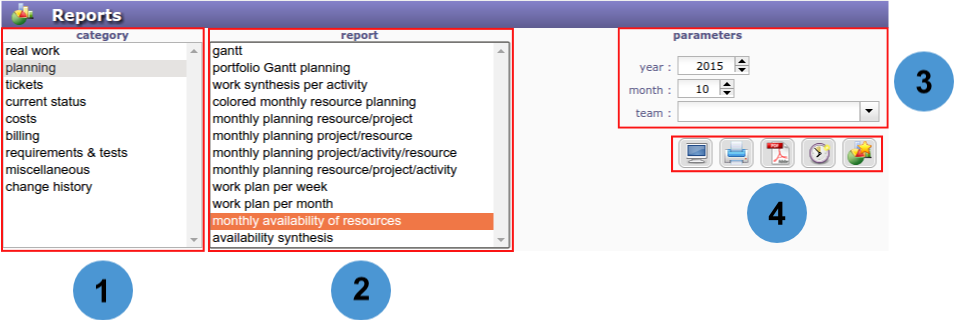 Reports
category
real work
planning
tickets
current status
costs
billing
requirements & tests
miscellaneous
change history
report
gantt
portfolio Gantt planning
work synthesis per activity
colored monthly resource planning
monthly planning resource/project
monthly planning project/resource
monthly planning project/activity/resource
monthly planning resource/project/activity
work plan per week
work plan per month
monthly availability of resources
availability synthesis
parameters
year : 2015
month : 10
team :
PDF
1
2
3
4